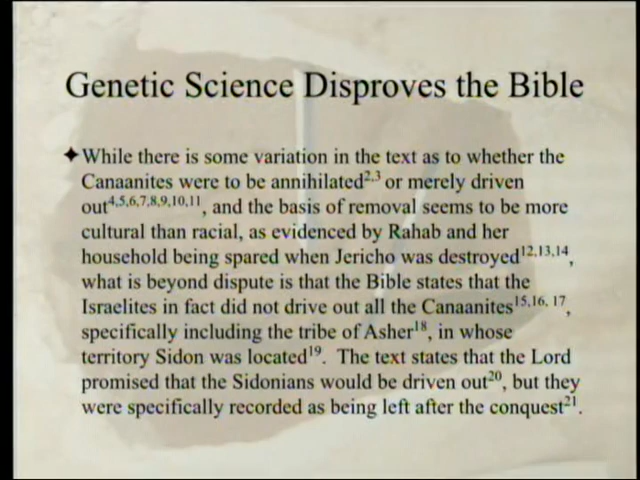 Genetic Science Disproves the Bible
✦While there is some variation in the text as to whether the
Canaanites were to be annihilated2,3 or merely driven
out4,5,6,7,8,9,10,11, and the basis of removal seems to be more
cultural than racial, as evidenced by Rahab and her
household being spared when Jericho was destroyed12,13,14,
what is beyond dispute is that the Bible states that the
Israelites in fact did not drive out all the Canaanites15,16, 17,
specifically including the tribe of Asher18, in whose
territory Sidon was located19.  The text states that the Lord
promised that the Sidonians would be driven out20, but they
were specifically recorded as being left after the conquest21.